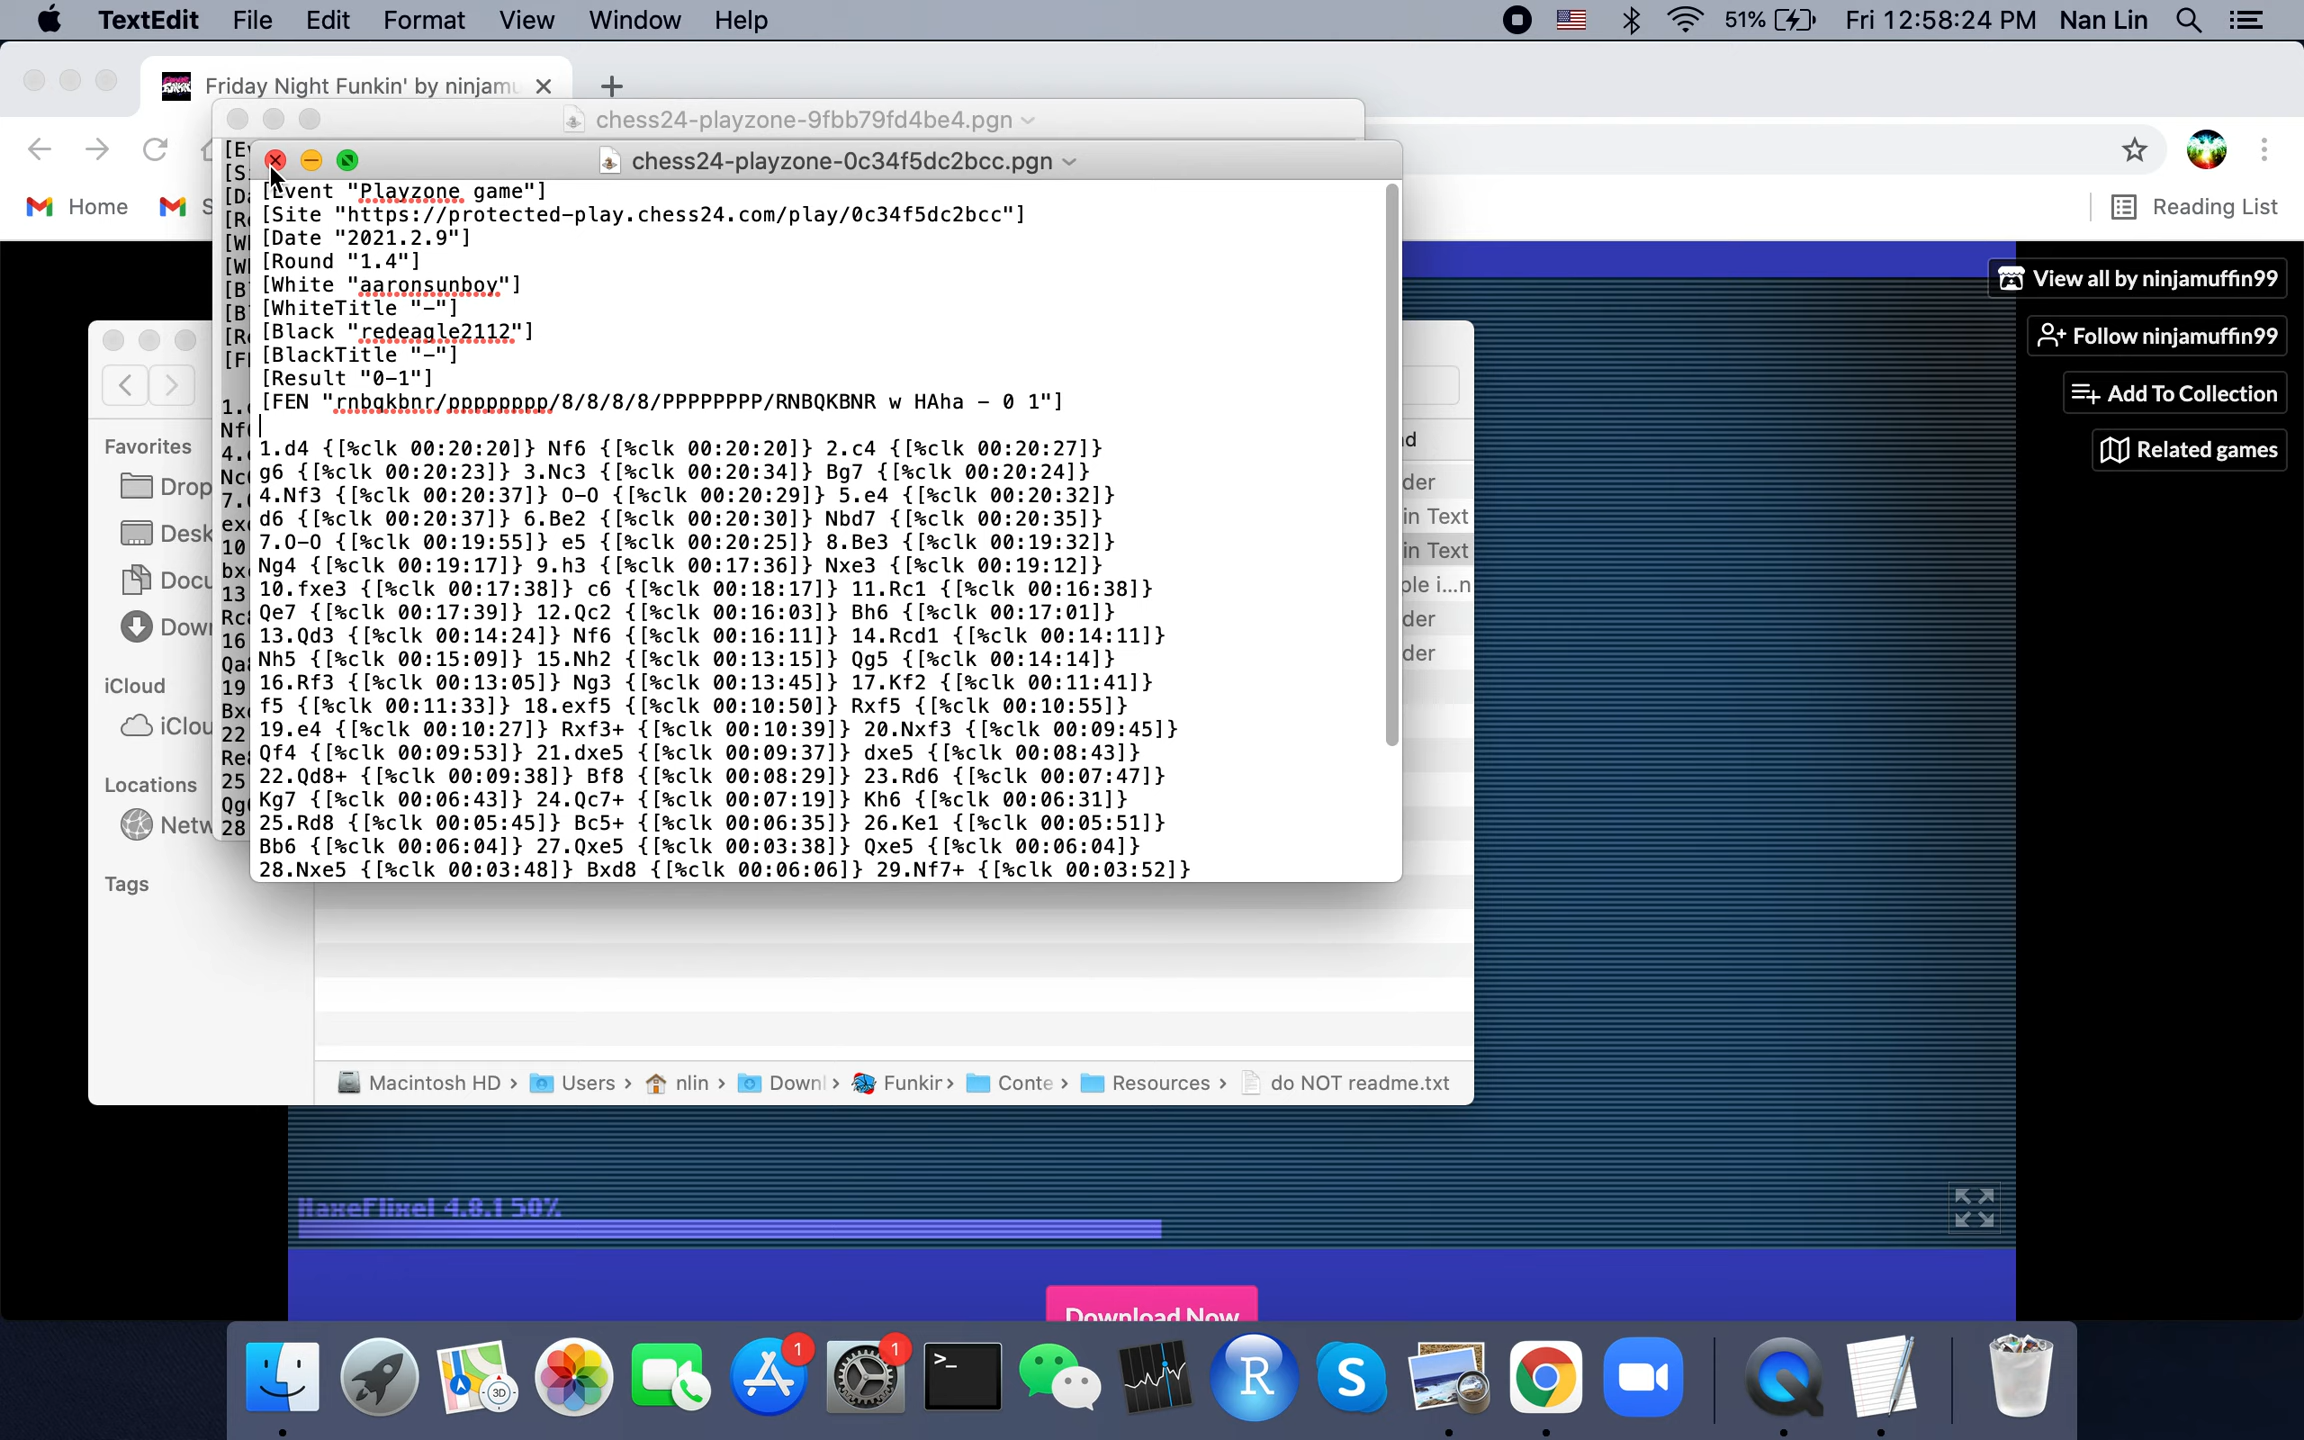 TextEdit File Edit Format View Window Help 51% Fri 12:58:24 PM Nan Lin
Friday Night Funkin' by ninjamu
chess24-playzone-9fbb79fd4be4.pgn
chess24-playzone-0c34f5dc2bcc.pgn
Home
Reading List
[Event "Playzone game"]
[Site "https://protected-play.chess24.com/play/0c34f5dc2bcc"]
[Date "2021.2.9"]
[Round "1.4"]
[White "aaronsunboy"]
[WhiteTitle "-"]
[Black "redeagle2112"]
[BlackTitle "-"]
[Result "0-1"]
[FEN "rnbqkbnr/pppppppp/8/8/8/8/PPPPPPPP/RNBQKBNR w HAha - 0 1"]
1.d4 {[%clk 00:20:20]} Nf6 {[%clk 00:20:20]} 2.c4 {[%clk 00:20:27]}
g6 {[%clk 00:20:23]} 3.Nc3 {[%clk 00:20:34]} Bg7 {[%clk 00:20:24]}
4.Nf3 {[%clk 00:20:37]} O-O {[%clk 00:20:29]} 5.e4 {[%clk 00:20:32]}
d6 {[%clk 00:20:37]} 6.Be2 {[%clk 00:20:30]} Nbd7 {[%clk 00:20:35]}
7.O-O {[%clk 00:19:55]} e5 {[%clk 00:20:25]} 8.Be3 {[%clk 00:19:32]}
Ng4 {[%clk 00:19:17]} 9.h3 {[%clk 00:17:36]} Nxe3 {[%clk 00:19:12]}
10.fxe3 {[%clk 00:17:38]} c6 {[%clk 00:18:17]} 11.Rc1 {[%clk 00:16:38]}
Qe7 {[%clk 00:17:39]} 12.Qc2 {[%clk 00:16:03]} Bh6 {[%clk 00:17:01]}
13.Qd3 {[%clk 00:14:24]} Nf6 {[%clk 00:16:11]} 14.Rcd1 {[%clk 00:14:11]}
Nh5 {[%clk 00:15:09]} 15.Nh2 {[%clk 00:13:15]} Qg5 {[%clk 00:14:14]}
16.Rf3 {[%clk 00:13:05]} Ng3 {[%clk 00:13:45]} 17.Kf2 {[%clk 00:11:41]}
f5 {[%clk 00:11:33]} 18.exf5 {[%clk 00:10:50]} Rxf5 {[%clk 00:10:55]}
19.e4 {[%clk 00:10:27]} Rxf3+ {[%clk 00:10:39]} 20.Nxf3 {[%clk 00:09:45]}
Qf4 {[%clk 00:09:53]} 21.dxe5 {[%clk 00:09:37]} dxe5 {[%clk 00:08:43]}
22.Qd8+ {[%clk 00:09:38]} Bf8 {[%clk 00:08:29]} 23.Rd6 {[%clk 00:07:47]}
Kg7 {[%clk 00:06:43]} 24.Qc7+ {[%clk 00:07:19]} Kh6 {[%clk 00:06:31]}
25.Rd8 {[%clk 00:05:45]} Bc5+ {[%clk 00:06:35]} 26.Ke1 {[%clk 00:05:51]}
Bb6 {[%clk 00:06:04]} 27.Qxe5 {[%clk 00:03:38]} Qxe5 {[%clk 00:06:04]}
28.Nxe5 {[%clk 00:03:48]} Bxd8 {[%clk 00:06:06]} 29.Nf7+ {[%clk 00:03:52]}
View all by ninjamuffin99
Follow ninjamuffin99
Add To Collection
Related games
Favorites
Drop
Desk
Docu
Down
iCloud
iClou
Locations
Netw
Tags
nd
der
in Text
in Text
ple i...n
der
der
Macintosh HD › Users › nlin › Downl › Funkin › Conte › Resources › do NOT readme.txt
HaxeFlixel 4.8.1 50%
Download Now
1
1
3D
R
S